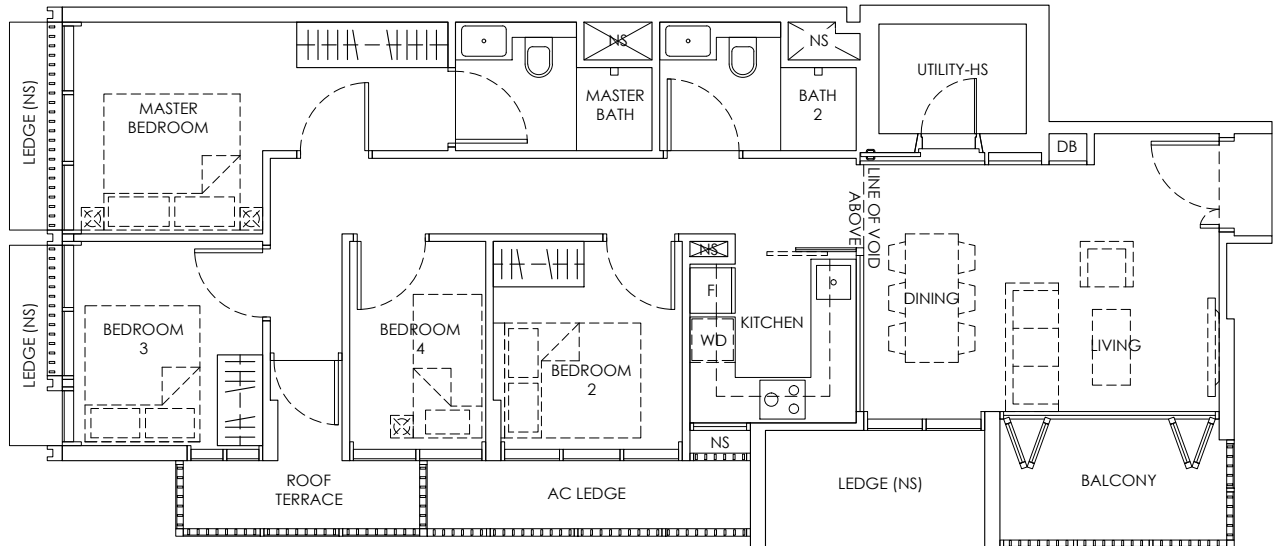 LEDGE (NS)
MASTER
BEDROOM
NS
MASTER
BATH
NS
BATH
2
UTILITY-HS
DB
LINE OF VOID
ABOVE
LEDGE (NS)
BEDROOM
3
BEDROOM
4
BEDROOM
2
NS
F
WD
KITCHEN
DINING
LIVING
NS
ROOF
TERRACE
AC LEDGE
LEDGE (NS)
BALCONY